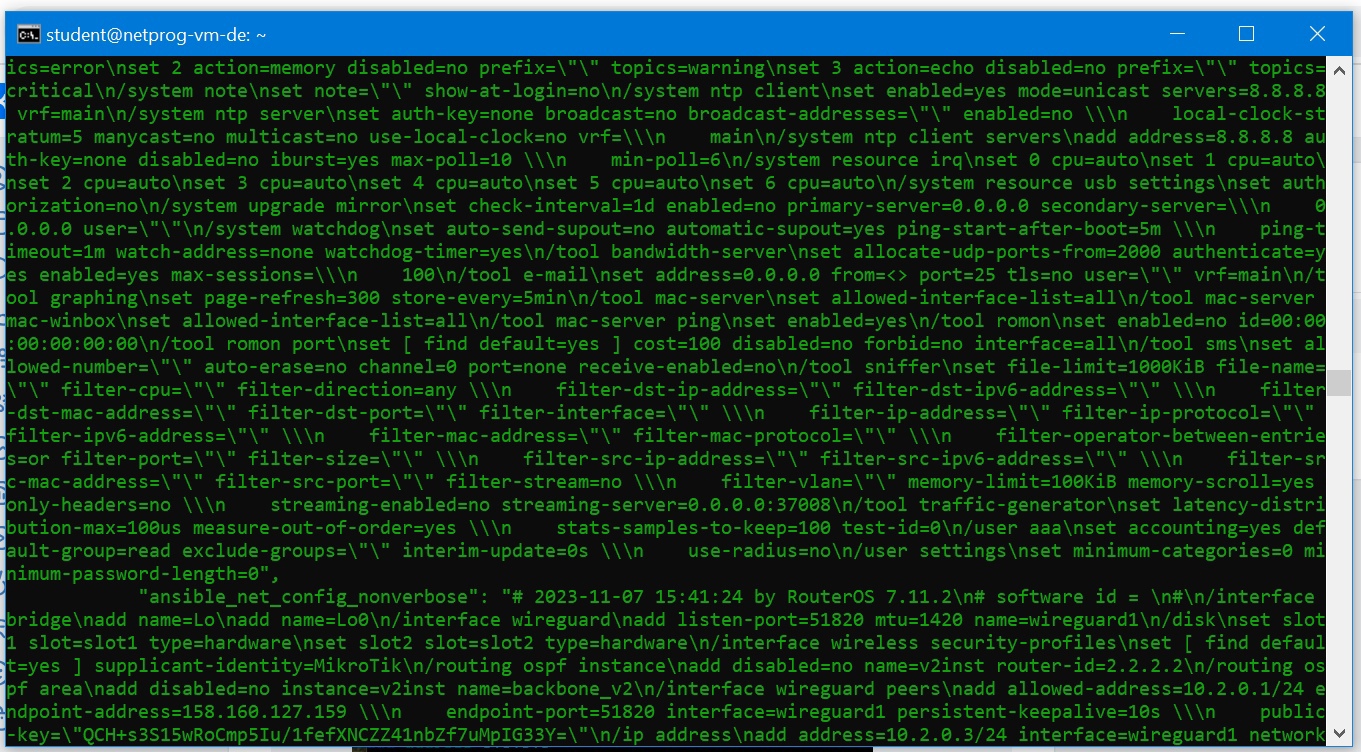 student@netprog-vm-de: ~
ics=error\nset 2 action=memory disabled=no prefix=\"\" topics=warning\nset 3 action=echo disabled=no prefix=\"\" topics=
critical\n/system note\nset note=\"\" show-at-login=no\n/system ntp client\nset enabled=yes mode=unicast servers=8.8.8.8
 vrf=main\n/system ntp server\nset auth-key=none broadcast=no broadcast-addresses=\"\" enabled=no \\\n    local-clock-st
ratum=5 manycast=no multicast=no use-local-clock=no vrf=\\\n    main\n/system ntp client servers\nadd address=8.8.8.8 au
th-key=none disabled=no iburst=yes max-poll=10 \\\n    min-poll=6\n/system resource irq\nset 0 cpu=auto\nset 1 cpu=auto\
nset 2 cpu=auto\nset 3 cpu=auto\nset 4 cpu=auto\nset 5 cpu=auto\nset 6 cpu=auto\n/system resource usb settings\nset auth
orization=no\n/system upgrade mirror\nset check-interval=1d enabled=no primary-server=0.0.0.0 secondary-server=\\\n    0
.0.0.0 user=\"\"\n/system watchdog\nset auto-send-supout=no automatic-supout=yes ping-start-after-boot=5m \\\n    ping-t
imeout=1m watch-address=none watchdog-timer=yes\n/tool bandwidth-server\nset allocate-udp-ports-from=2000 authenticate=y
es enabled=yes max-sessions=\\\n    100\n/tool e-mail\nset address=0.0.0.0 from=<> port=25 tls=no user=\"\" vrf=main\n/t
ool graphing\nset page-refresh=300 store-every=5min\n/tool mac-server\nset allowed-interface-list=all\n/tool mac-server
mac-winbox\nset allowed-interface-list=all\n/tool mac-server ping\nset enabled=yes\n/tool romon\nset enabled=no id=00:00
:00:00:00:00\n/tool romon port\nset [ find default=yes ] cost=100 disabled=no forbid=no interface=all\n/tool sms\nset al
lowed-number=\"\" auto-erase=no channel=0 port=none receive-enabled=no\n/tool sniffer\nset file-limit=1000KiB file-name=
\"\" filter-cpu=\"\" filter-direction=any \\\n    filter-dst-ip-address=\"\" filter-dst-ipv6-address=\"\" \\\n    filter
-dst-mac-address=\"\" filter-dst-port=\"\" filter-interface=\"\" \\\n    filter-ip-address=\"\" filter-ip-protocol=\"\"
filter-ipv6-address=\"\" \\\n    filter-mac-address=\"\" filter-mac-protocol=\"\" \\\n    filter-operator-between-entrie
s=or filter-port=\"\" filter-size=\"\" \\\n    filter-src-ip-address=\"\" filter-src-ipv6-address=\"\" \\\n    filter-sr
c-mac-address=\"\" filter-src-port=\"\" filter-stream=no \\\n    filter-vlan=\"\" memory-limit=100KiB memory-scroll=yes
only-headers=no \\\n    streaming-enabled=no streaming-server=0.0.0.0:37008\n/tool traffic-generator\nset latency-distri
bution-max=100us measure-out-of-order=yes \\\n    stats-samples-to-keep=100 test-id=0\n/user aaa\nset accounting=yes def
ault-group=read exclude-groups=\"\" interim-update=0s \\\n    use-radius=no\n/user settings\nset minimum-categories=0 mi
nimum-password-length=0",
            "ansible_net_config_nonverbose": "# 2023-11-07 15:41:24 by RouterOS 7.11.2\n# software id = \n#\n/interface
bridge\nadd name=Lo\nadd name=Lo0\n/interface wireguard\nadd listen-port=51820 mtu=1420 name=wireguard1\n/disk\nset slot
1 slot=slot1 type=hardware\nset slot2 slot=slot2 type=hardware\n/interface wireless security-profiles\nset [ find defaul
t=yes ] supplicant-identity=MikroTik\n/routing ospf instance\nadd disabled=no name=v2inst router-id=2.2.2.2\n/routing os
pf area\nadd disabled=no instance=v2inst name=backbone_v2\n/interface wireguard peers\nadd allowed-address=10.2.0.1/24 e
ndpoint-address=158.160.127.159 \\\n    endpoint-port=51820 interface=wireguard1 persistent-keepalive=10s \\\n    public
-key=\"QCH+s3S15wRoCmp5Iu/1fefXNCZZ41nbZf7uMpIG33Y=\"\n/ip address\nadd address=10.2.0.3/24 interface=wireguard1 network